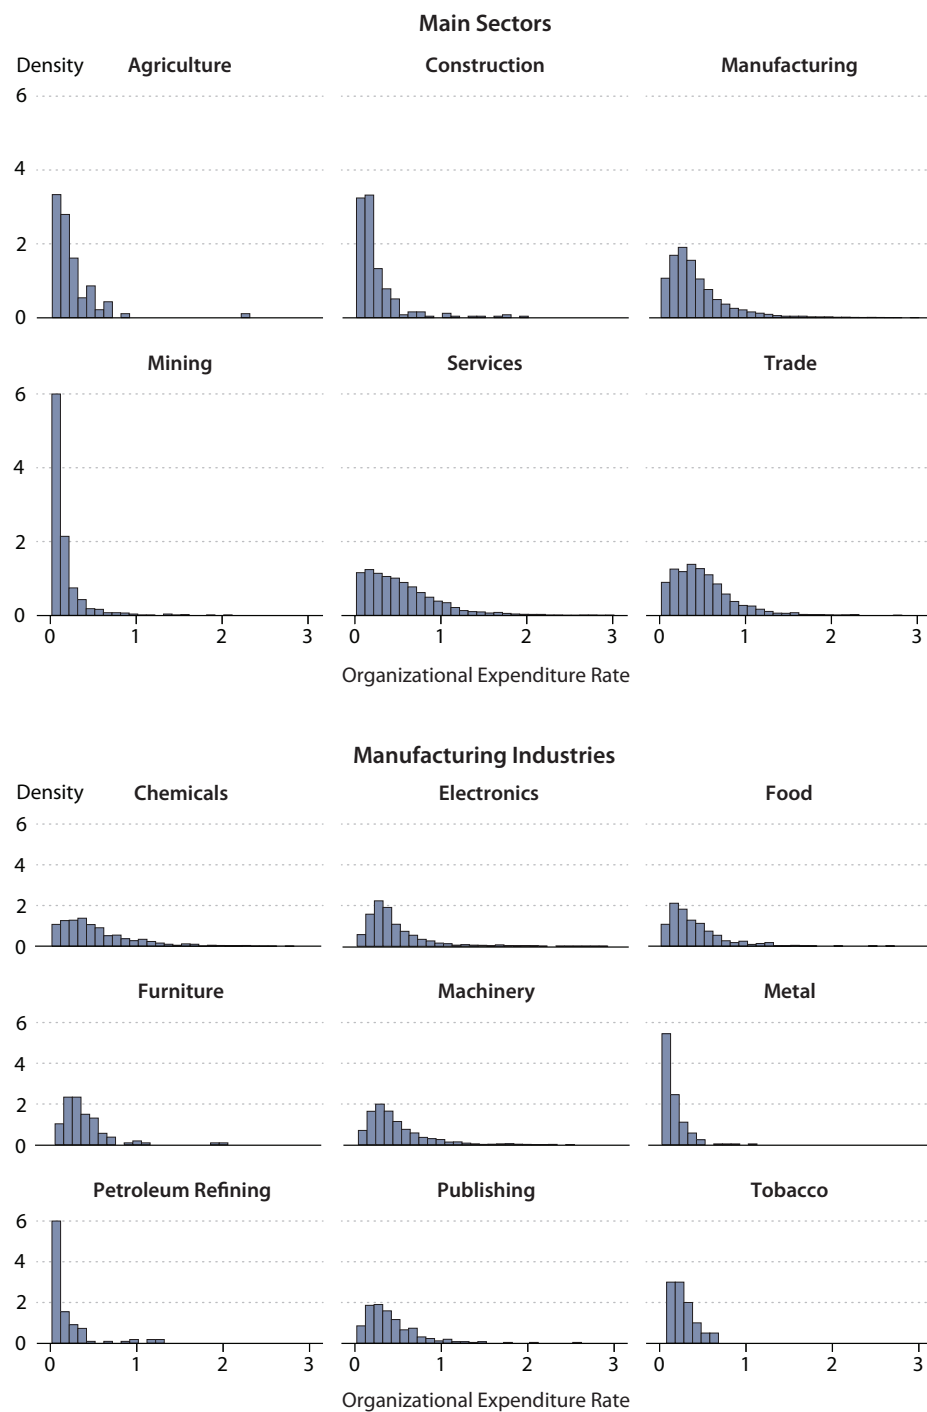 Main Sectors
Density Agriculture Construction Manufacturing
6
4
2
0
Mining Services Trade
6
4
2
0
0 1 2 3 0 1 2 3 0 1 2 3
Organizational Expenditure Rate
Manufacturing Industries
Density Chemicals Electronics Food
6
4
2
0
Furniture Machinery Metal
6
4
2
0
Petroleum Refining Publishing Tobacco
6
4
2
0
0 1 2 3 0 1 2 3 0 1 2 3
Organizational Expenditure Rate